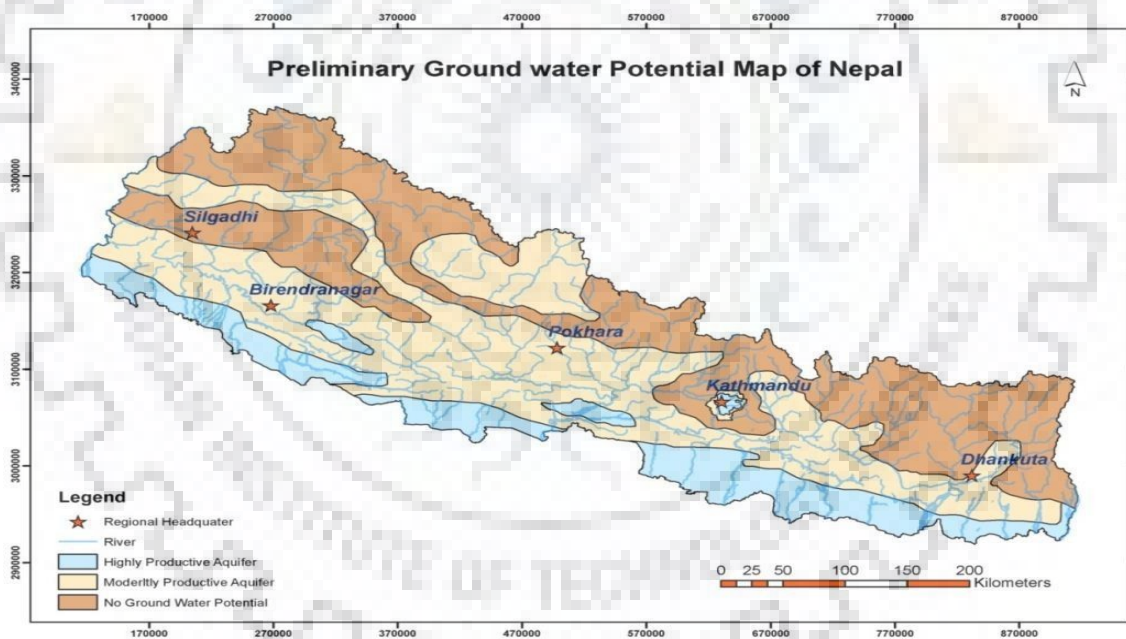 170000 270000 370000 470000 570000 670000 770000 870000
Preliminary Ground water Potential Map of Nepal
N
3400000
3300000
3200000
3100000
3000000
2900000
Silgadhi
Birendranagar
Pokhara
Kathmandu
Dhankuta
Legend
Regional Headquater
River
Highly Productive Aquifer
Moderltly Productive Aquifer
No Ground Water Potential
0 25 50 100 150 200
Kilometers
170000 270000 370000 470000 570000 670000 770000 870000
OF TECHN